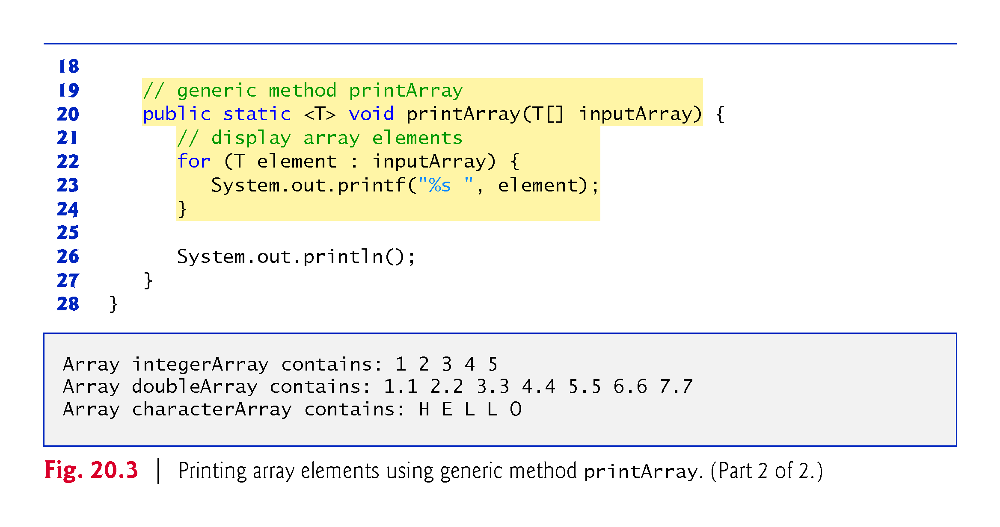 18
19 // generic method printArray
20 public static <T> void printArray(T[] inputArray) {
21 // display array elements
22 for (T element : inputArray) {
23 System.out.printf("%s ", element);
24 }
25
26 System.out.println();
27 }
28 }
Array integerArray contains: 1 2 3 4 5
Array doubleArray contains: 1.1 2.2 3.3 4.4 5.5 6.6 7.7
Array characterArray contains: H E L L O
Fig. 20.3 | Printing array elements using generic method printArray. (Part 2 of 2.)